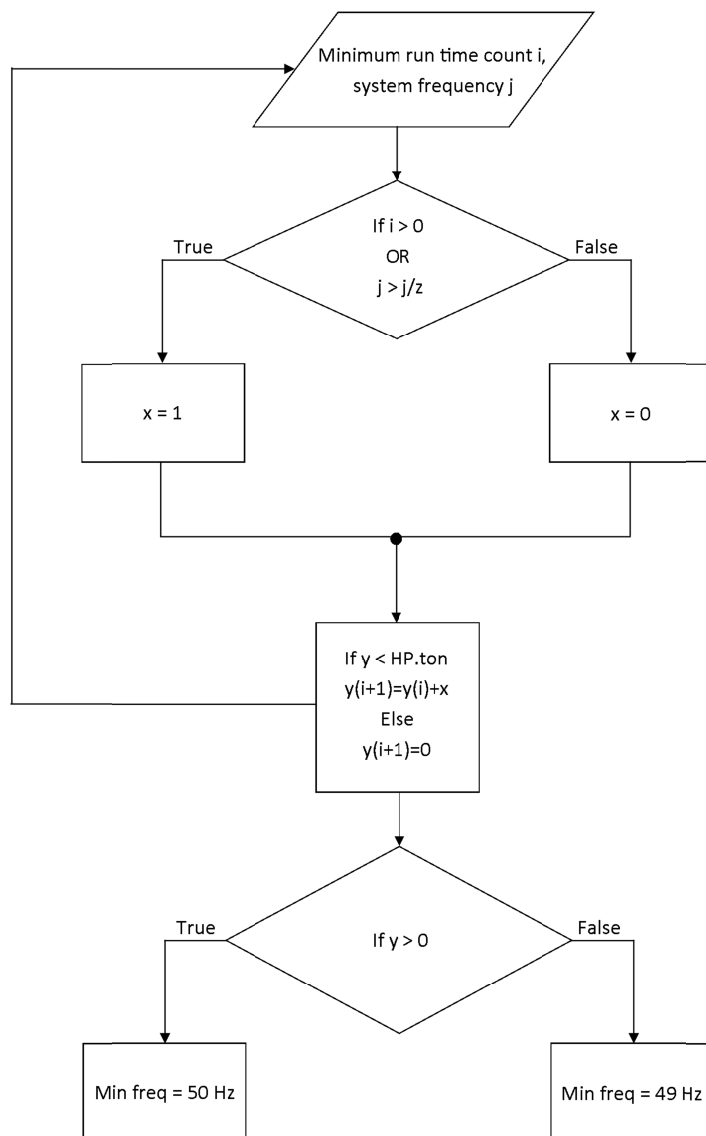 Minimum run time count i,
system frequency j
If i > 0
OR
j > j/z
True
False
x = 1
x = 0
If y < HP.ton
y(i+1)=y(i)+x
Else
y(i+1)=0
If y > 0
True
False
Min freq = 50 Hz
Min freq = 49 Hz